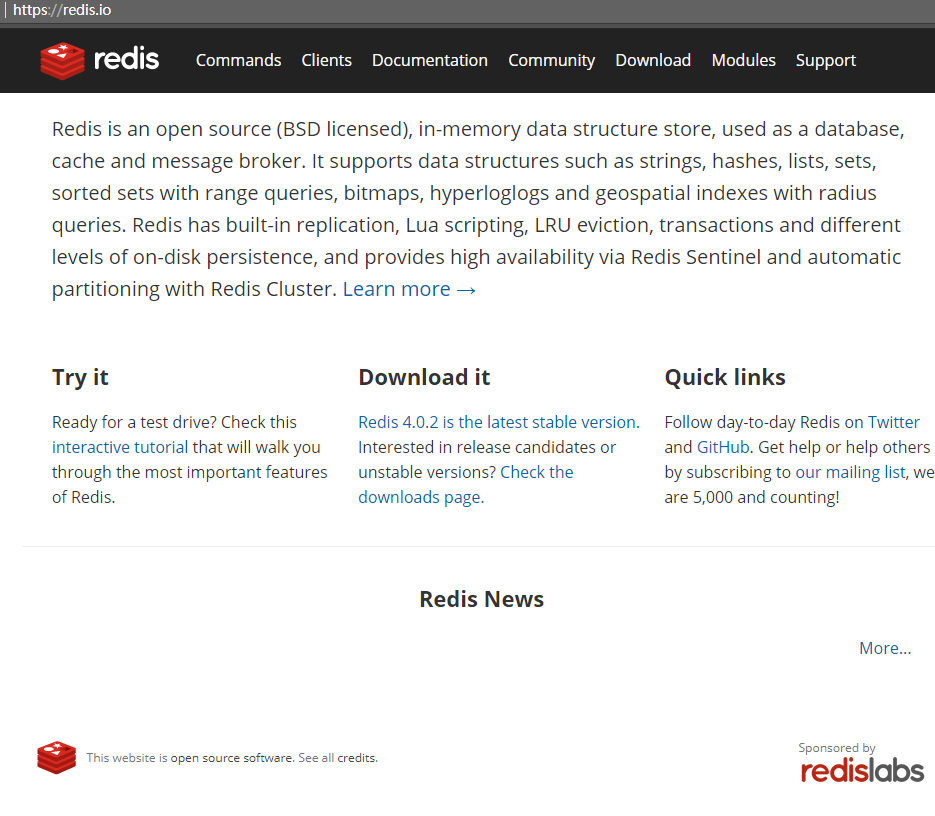 https://redis.io
redis
Commands Clients Documentation Community Download Modules Support
Redis is an open source (BSD licensed), in-memory data structure store, used as a database,
cache and message broker. It supports data structures such as strings, hashes, lists, sets,
sorted sets with range queries, bitmaps, hyperloglogs and geospatial indexes with radius
queries. Redis has built-in replication, Lua scripting, LRU eviction, transactions and different
levels of on-disk persistence, and provides high availability via Redis Sentinel and automatic
partitioning with Redis Cluster. Learn more →
Try it
Ready for a test drive? Check this
interactive tutorial that will walk you
through the most important features
of Redis.
Download it
Redis 4.0.2 is the latest stable version.
Interested in release candidates or
unstable versions? Check the
downloads page.
Quick links
Follow day-to-day Redis on Twitter
and GitHub. Get help or help others
by subscribing to our mailing list, we
are 5,000 and counting!
Redis News
More...
This website is open source software. See all credits.
Sponsored by
redislabs